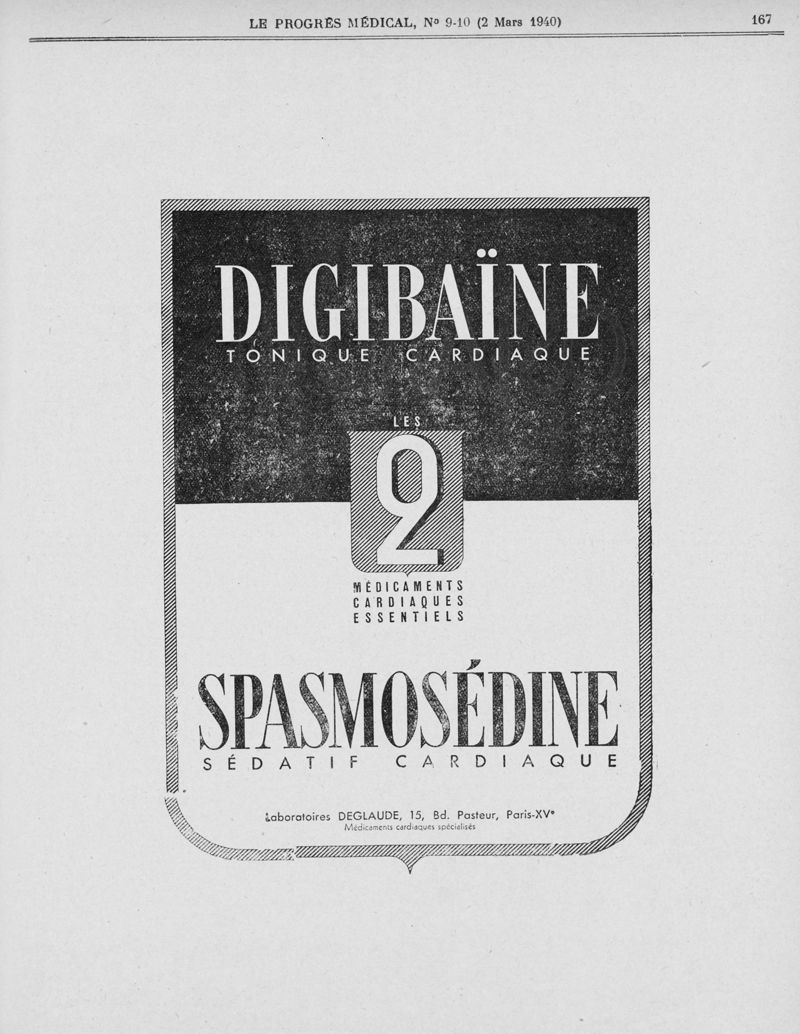 LE PROGRÈS MÉDICAL, Nº 9-10 (2 Mars 1940)
167
DIGIBAÏNE
TONIQUE CARDIAQUE
LES
2
MÉDICAMENTS
CARDIAQUES
ESSENTIELS
SPASMOSÉDINE
SÉDATIF CARDIAQUE
Laboratoires DEGLAUDE, 15, Bd. Pasteur, Paris-XVᵉ
Médicaments cardiaques spécialisés